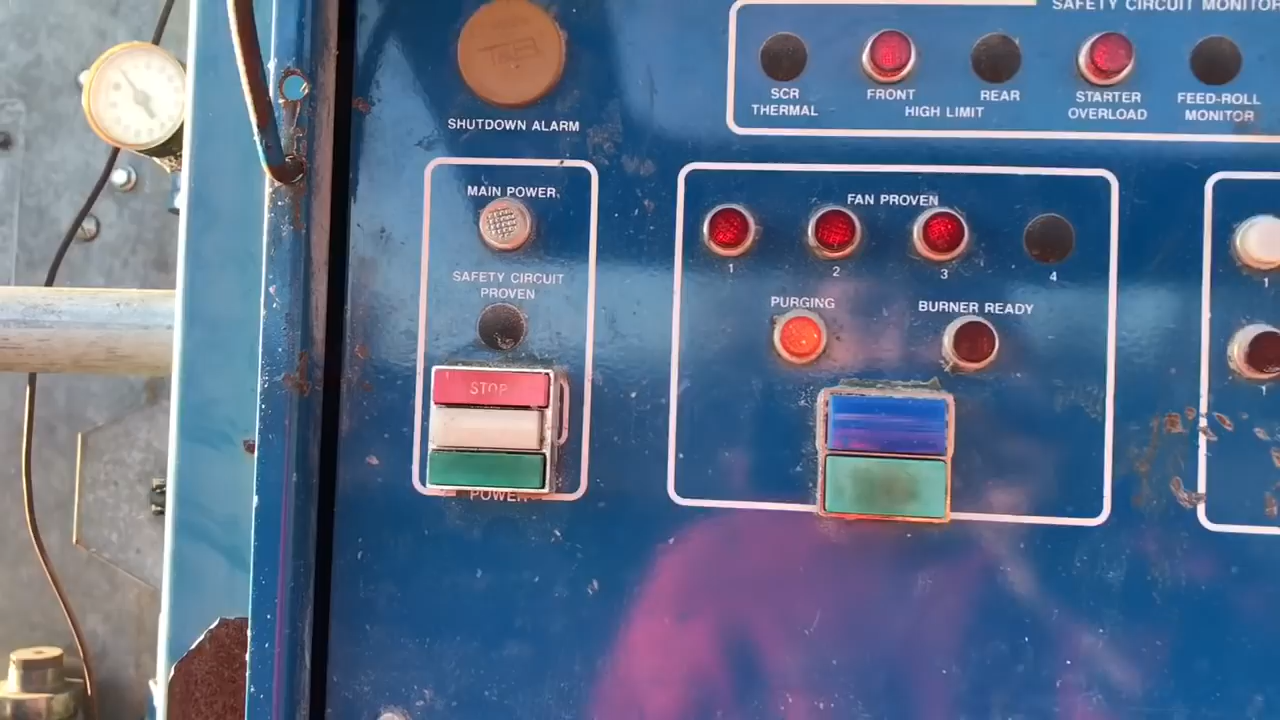 SAFETY CIRCUIT MONITOR
SCR
THERMAL
FRONT
REAR
HIGH LIMIT
STARTER
OVERLOAD
FEED-ROLL
MONITOR
SHUTDOWN ALARM
MAIN POWER
SAFETY CIRCUIT
PROVEN
STOP
POWER
FAN PROVEN
1
2
3
4
PURGING
BURNER READY
1